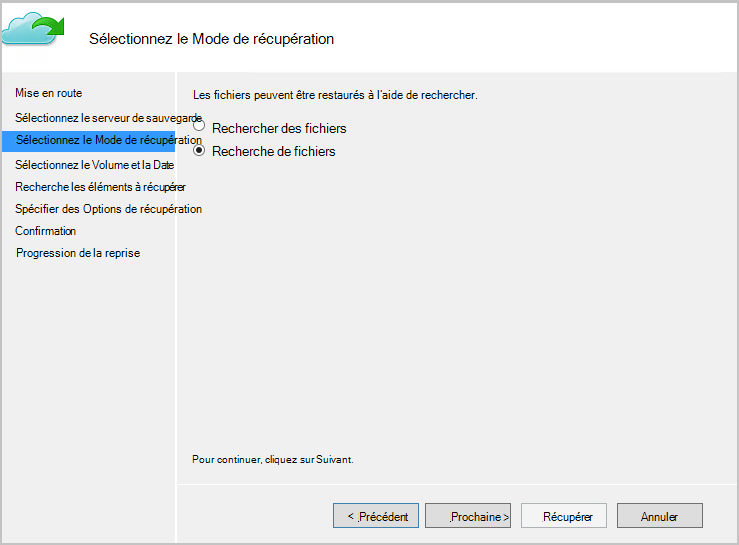 Sélectionnez le Mode de récupération
Mise en route
Sélectionnez le serveur de sauvegarde
Sélectionnez le Mode de récupération
Sélectionnez le Volume et la Date
Recherche les éléments à récupérer
Spécifier des Options de récupération
Confirmation
Progression de la reprise
Les fichiers peuvent être restaurés à l'aide de rechercher.
Rechercher des fichiers
Recherche de fichiers
Pour continuer, cliquez sur Suivant.
< Précédent
Prochaine >
Récupérer
Annuler